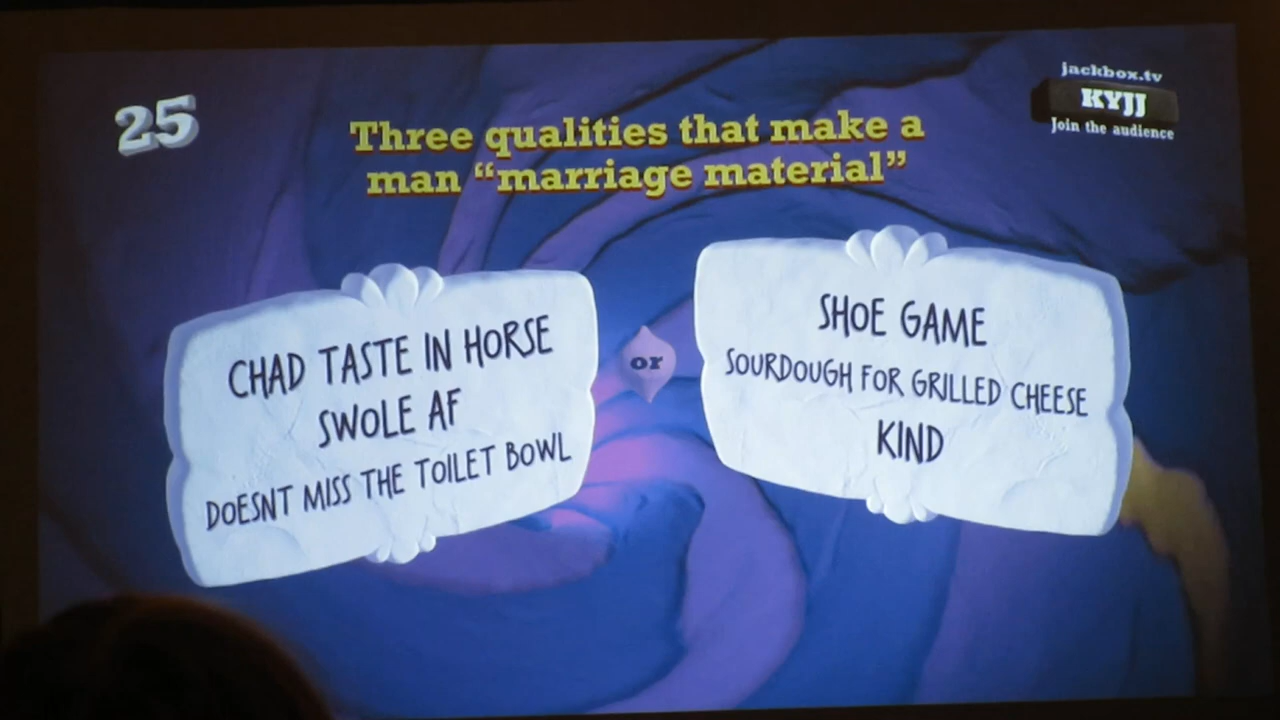 25
jackbox.tv
KYJJ
Join the audience
Three qualities that make a
man “marriage material”
CHAD TASTE IN HORSE
SWOLE AF
DOESNT MISS THE TOILET BOWL
or
SHOE GAME
SOURDOUGH FOR GRILLED CHEESE
KIND